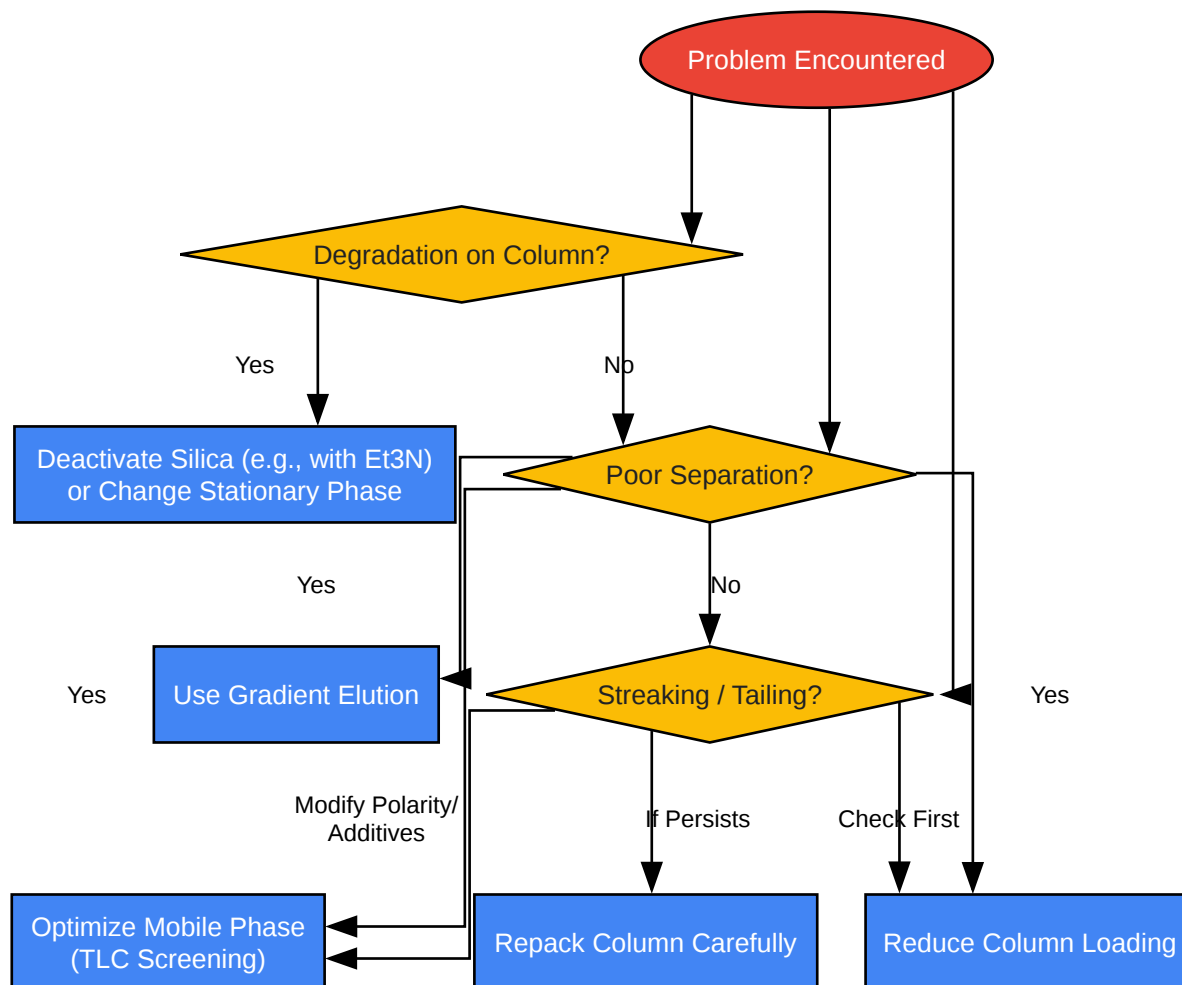 Problem Encountered
Degradation on Column?
Yes
No
Deactivate Silica (e.g., with Et3N)
or Change Stationary Phase
Poor Separation?
Yes
No
Use Gradient Elution
Streaking / Tailing?
Yes
Yes
Modify Polarity/
Additives
If Persists
Check First
Optimize Mobile Phase
(TLC Screening)
Repack Column Carefully
Reduce Column Loading